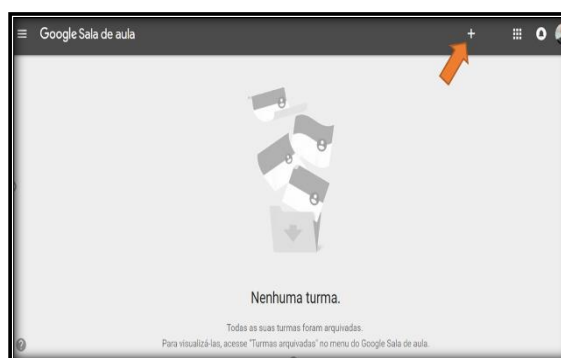 Google Sala de aula
Nenhuma turma.
Todas as suas turmas foram arquivadas.
Para visualizá-las, acesse "Turmas arquivadas" no menu do Google Sala de aula.